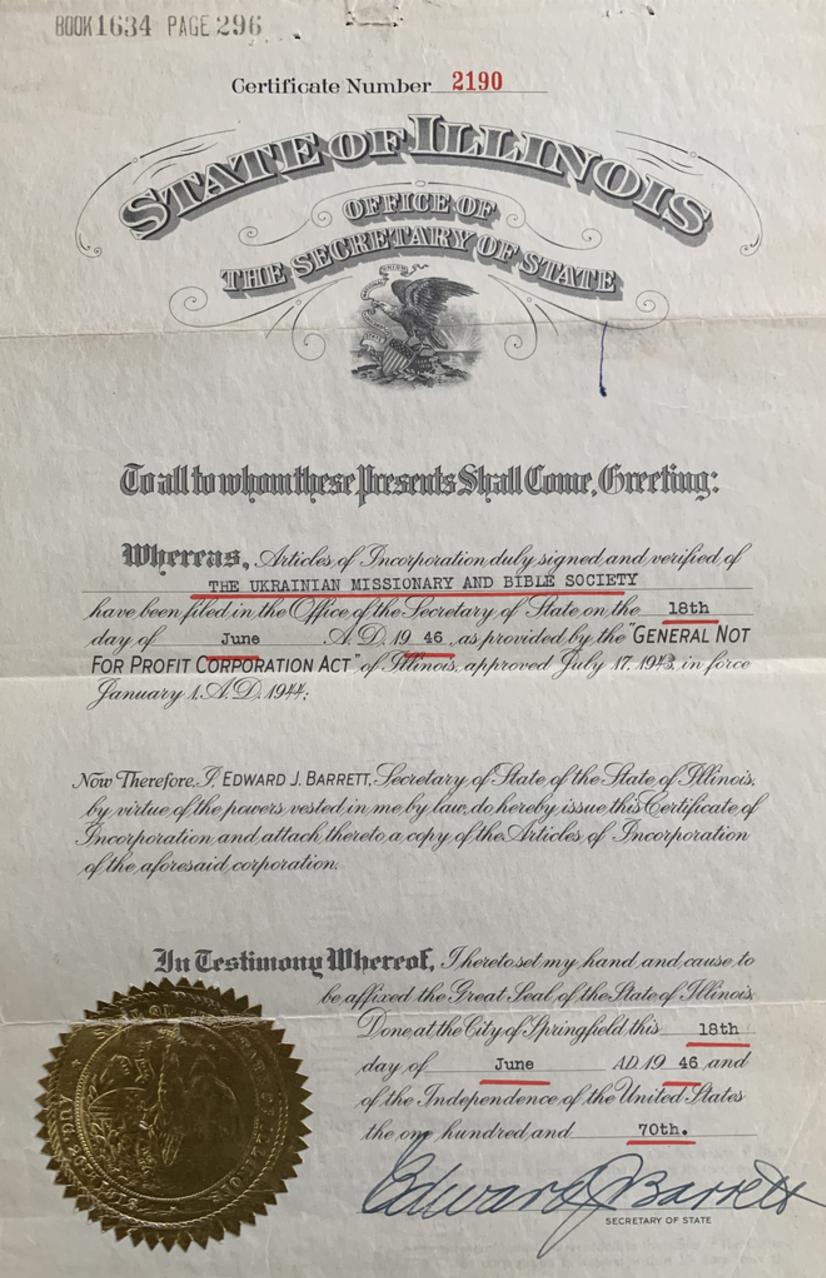 BOOK 1634 PAGE 296
Certificate Number 2190
STATE OF ILLINOIS
OFFICE OF
THE SECRETARY OF STATE
UNION
To all to whom these Presents Shall Come, Greeting:
Whereas, Articles of Incorporation duly signed and verified of
THE UKRAINIAN MISSIONARY AND BIBLE SOCIETY
have been filed in the Office of the Secretary of State on the 18th
day of June A.D. 19 46, as provided by the "GENERAL NOT
FOR PROFIT CORPORATION ACT" of Illinois, approved July 17, 1943, in force
January 1, A.D. 1944;
Now Therefore, I, EDWARD J. BARRETT, Secretary of State of the State of Illinois,
by virtue of the powers vested in me by law, do hereby issue this Certificate of
Incorporation and attach thereto a copy of the Articles of Incorporation
of the aforesaid corporation.
In Testimony Whereof, I hereto set my hand and cause to
be affixed the Great Seal of the State of Illinois.
Done at the City of Springfield this 18th
day of June A.D. 19 46 and
of the Independence of the United States
the one hundred and 70th.
Edward J Barrett
SECRETARY OF STATE
OF ILLINOIS
AUG. 26TH 1818